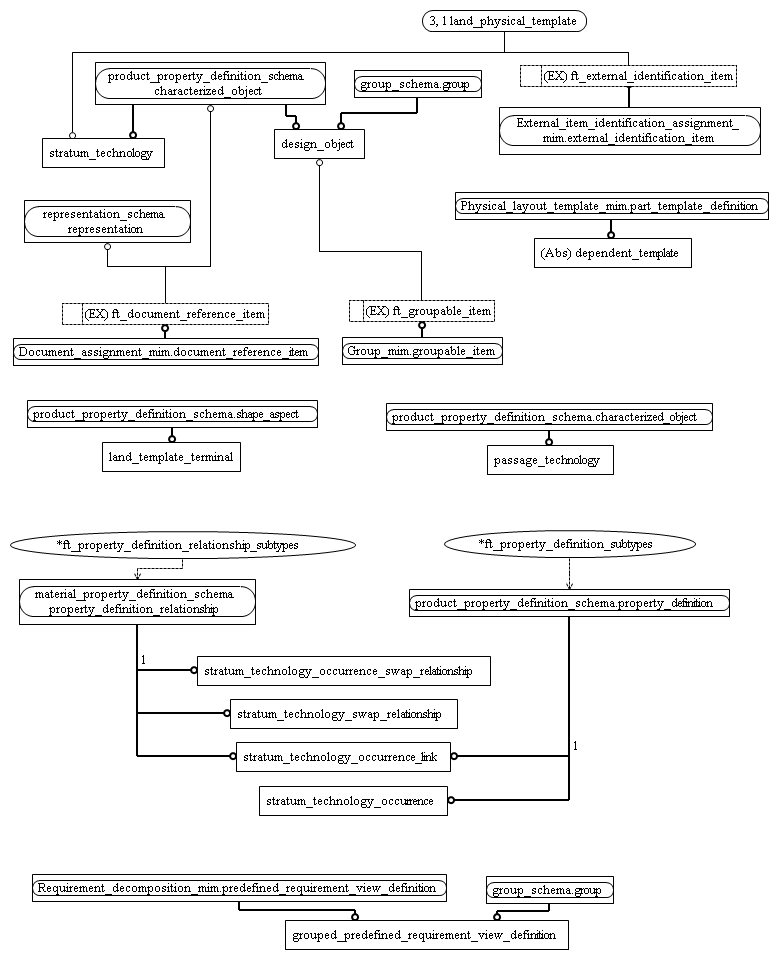 3, 1 land_physical_template
product_property_definition_schema.
characterized_object
group_schema.group
(EX) ft_external_identification_item
External_item_identification_assignment_
mim.external_identification_item
stratum_technology
design_object
representation_schema.
representation
Physical_layout_template_mim.part_template_definition
(Abs) dependent_template
(EX) ft_document_reference_item
(EX) ft_groupable_item
Document_assignment_mim.document_reference_item
Group_mim.groupable_item
product_property_definition_schema.shape_aspect
product_property_definition_schema.characterized_object
land_template_terminal
passage_technology
*ft_property_definition_relationship_subtypes
*ft_property_definition_subtypes
material_property_definition_schema.
property_definition_relationship
product_property_definition_schema.property_definition
1
stratum_technology_occurrence_swap_relationship
stratum_technology_swap_relationship
stratum_technology_occurrence_link
1
stratum_technology_occurrence
Requirement_decomposition_mim.predefined_requirement_view_definition
group_schema.group
grouped_predefined_requirement_view_definition